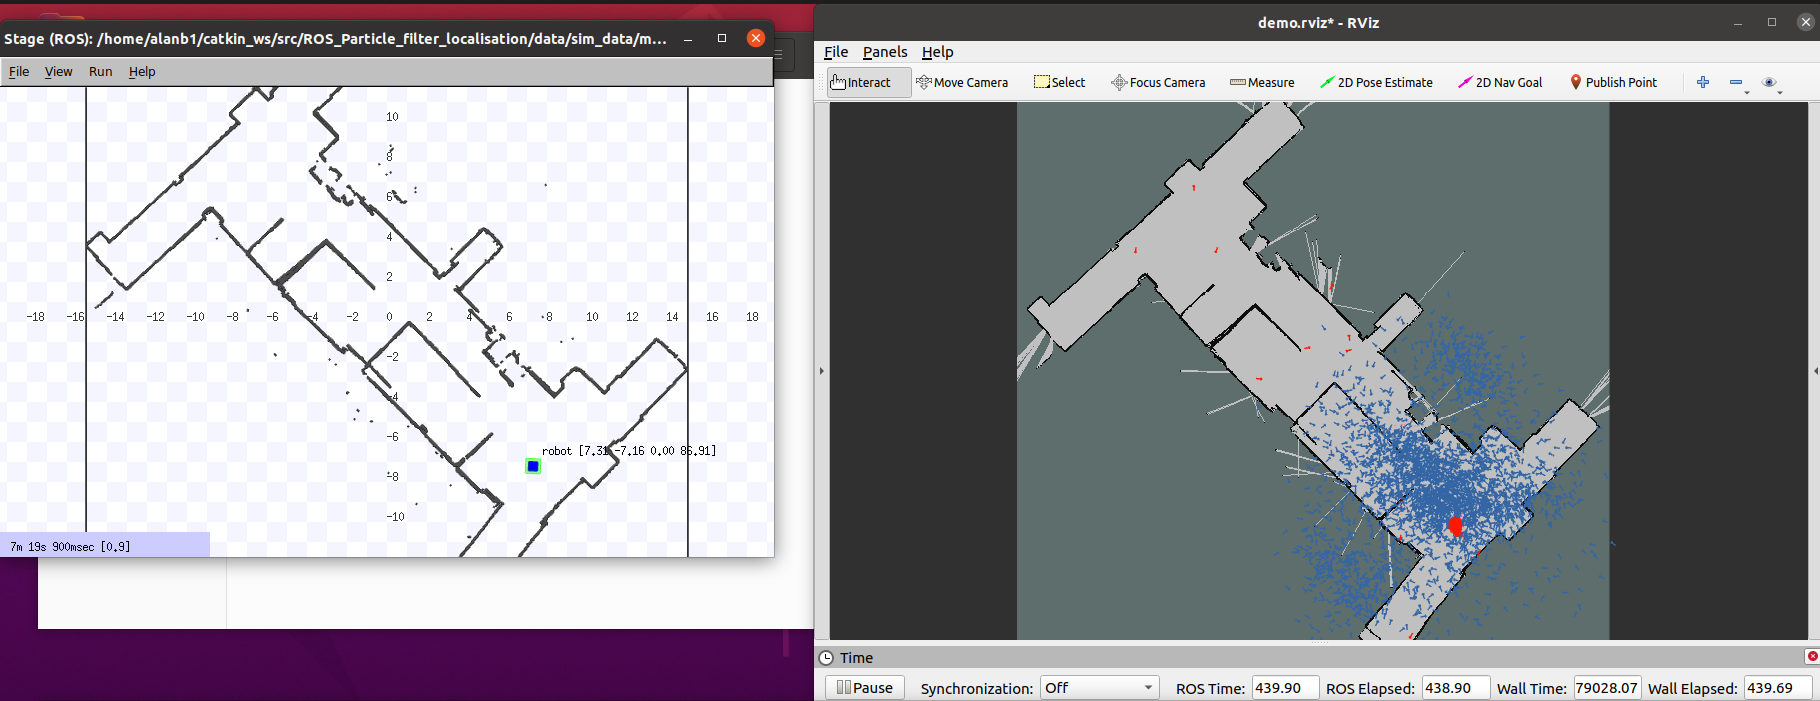 Stage (ROS): /home/alanb1/catkin_ws/src/ROS_Particle_filter_localisation/data/sim_data/m...
File View Run Help
10
8
6
4
2
-18 -16 -14 -12 -10 -8 -6 -4 -2 0 2 4 6 8 10 12 14 16 18
-2
-4
-6
robot [7.31 -7.16 0.00 86.91]
-8
-10
7m 19s 900msec [0.9]
demo.rviz* - RViz
File Panels Help
Interact Move Camera Select Focus Camera Measure 2D Pose Estimate 2D Nav Goal Publish Point
Time
Pause Synchronization: Off ROS Time: 439.90 ROS Elapsed: 438.90 Wall Time: 79028.07 Wall Elapsed: 439.69